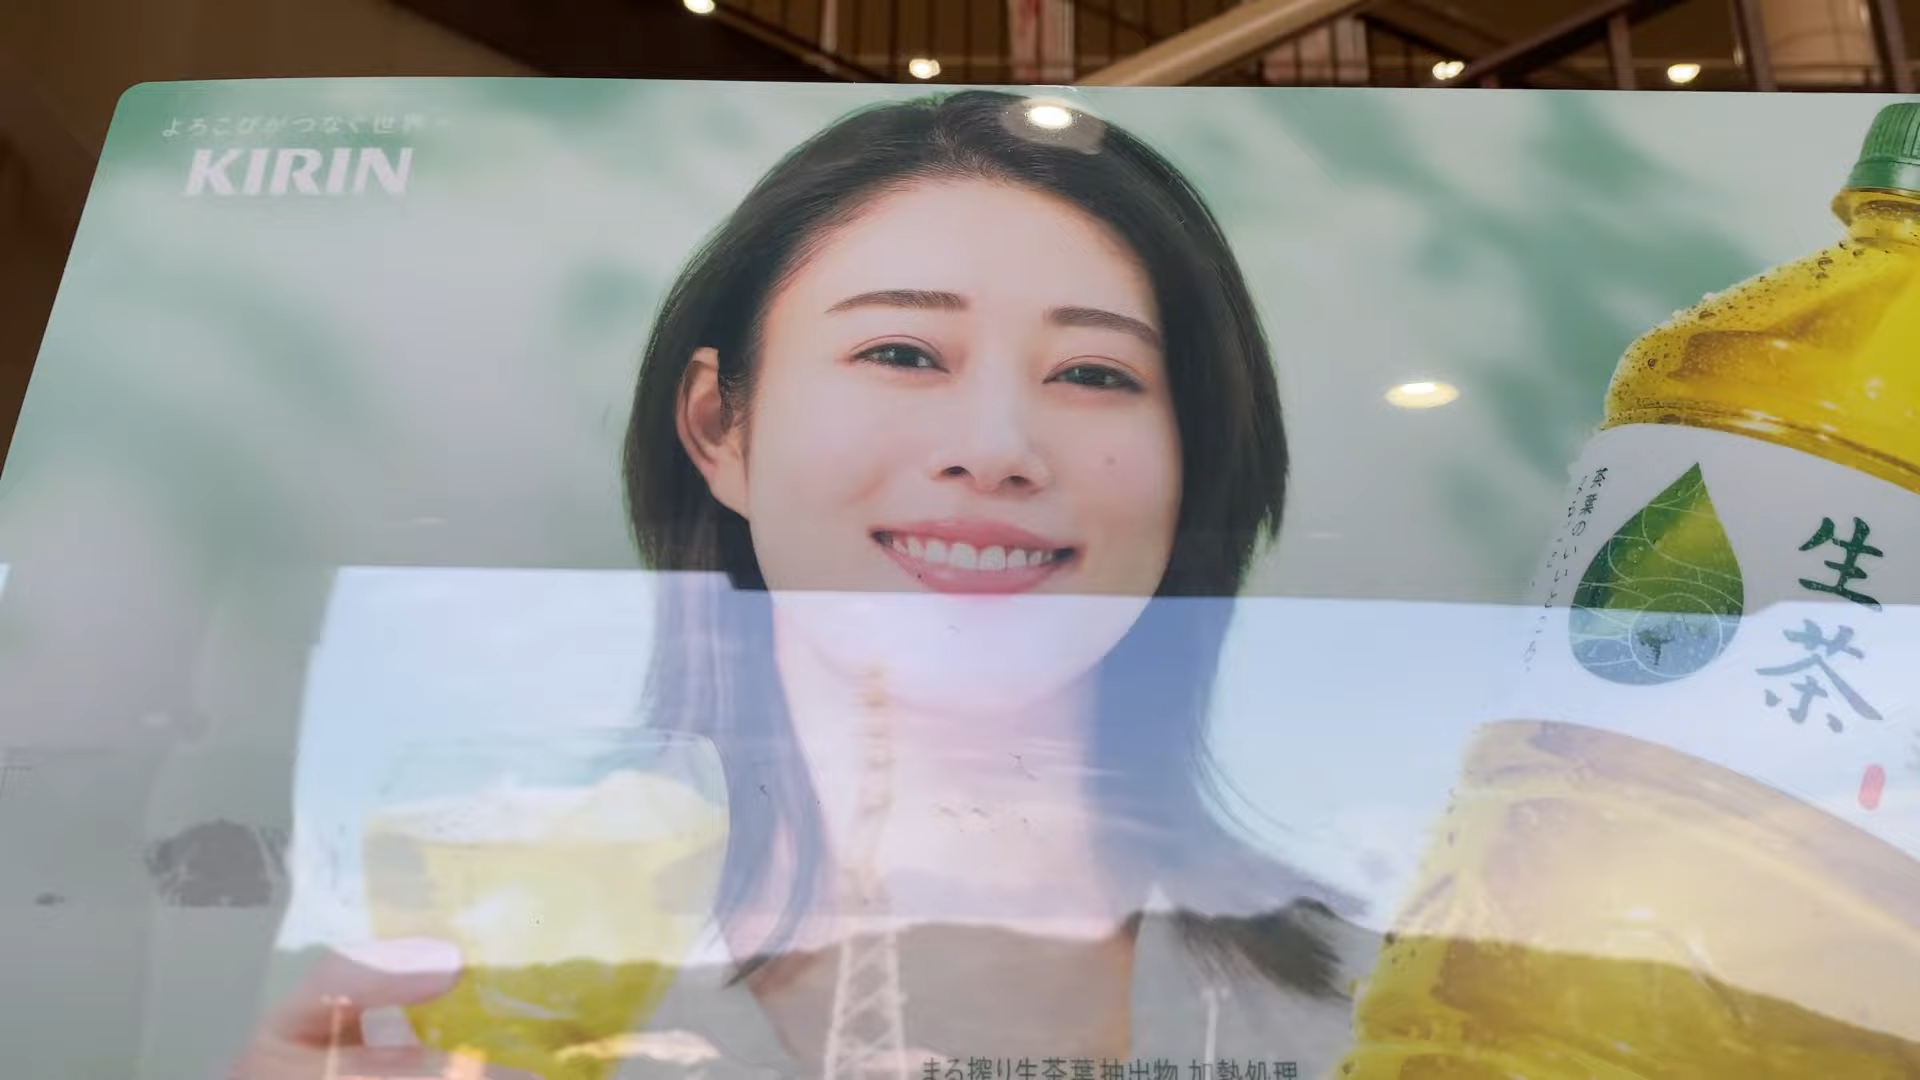 よろこびがつなぐ世界へ
KIRIN
茶葉のいいとこ
生茶
まる搾り生茶葉抽出物 加熱処理